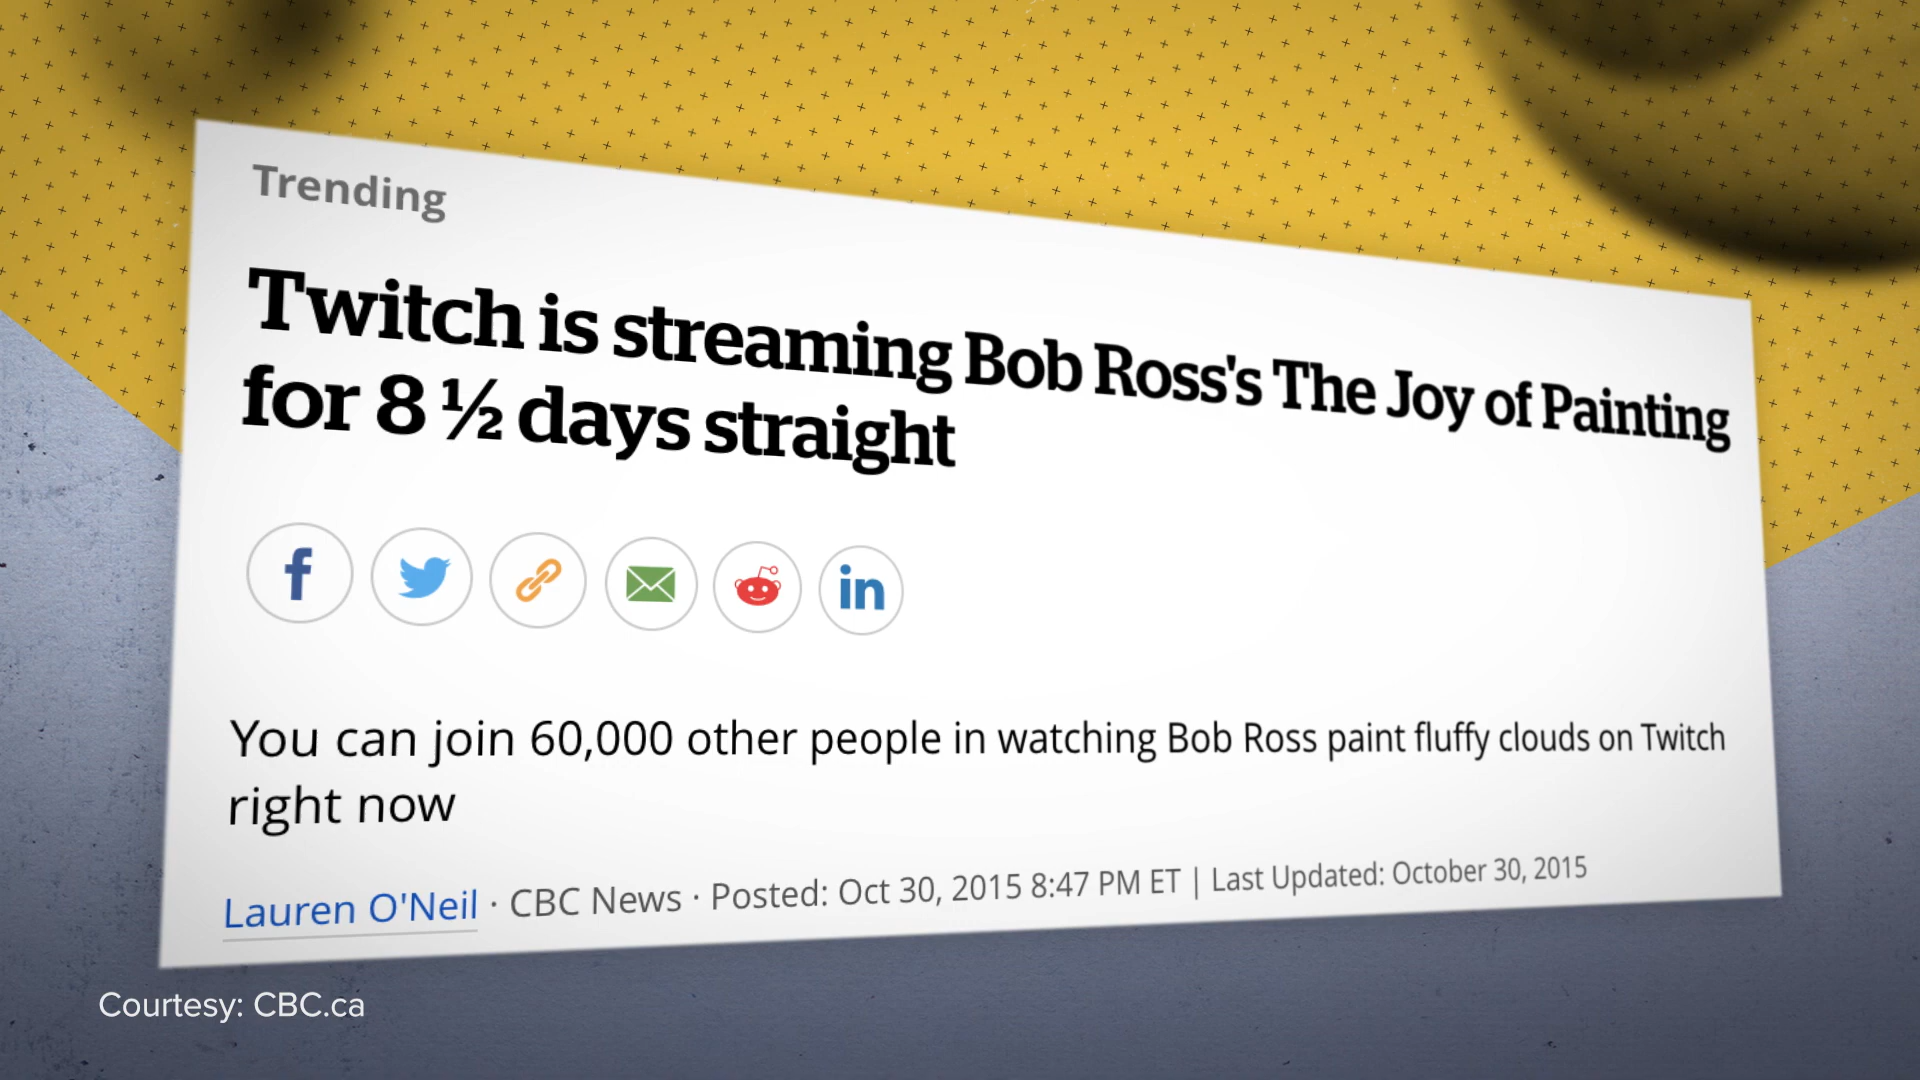 Trending
Twitch is streaming Bob Ross's The Joy of Painting
for 8 ½ days straight
f
in
You can join 60,000 other people in watching Bob Ross paint fluffy clouds on Twitch
right now
Lauren O'Neil · CBC News · Posted: Oct 30, 2015 8:47 PM ET | Last Updated: October 30, 2015
Courtesy: CBC.ca